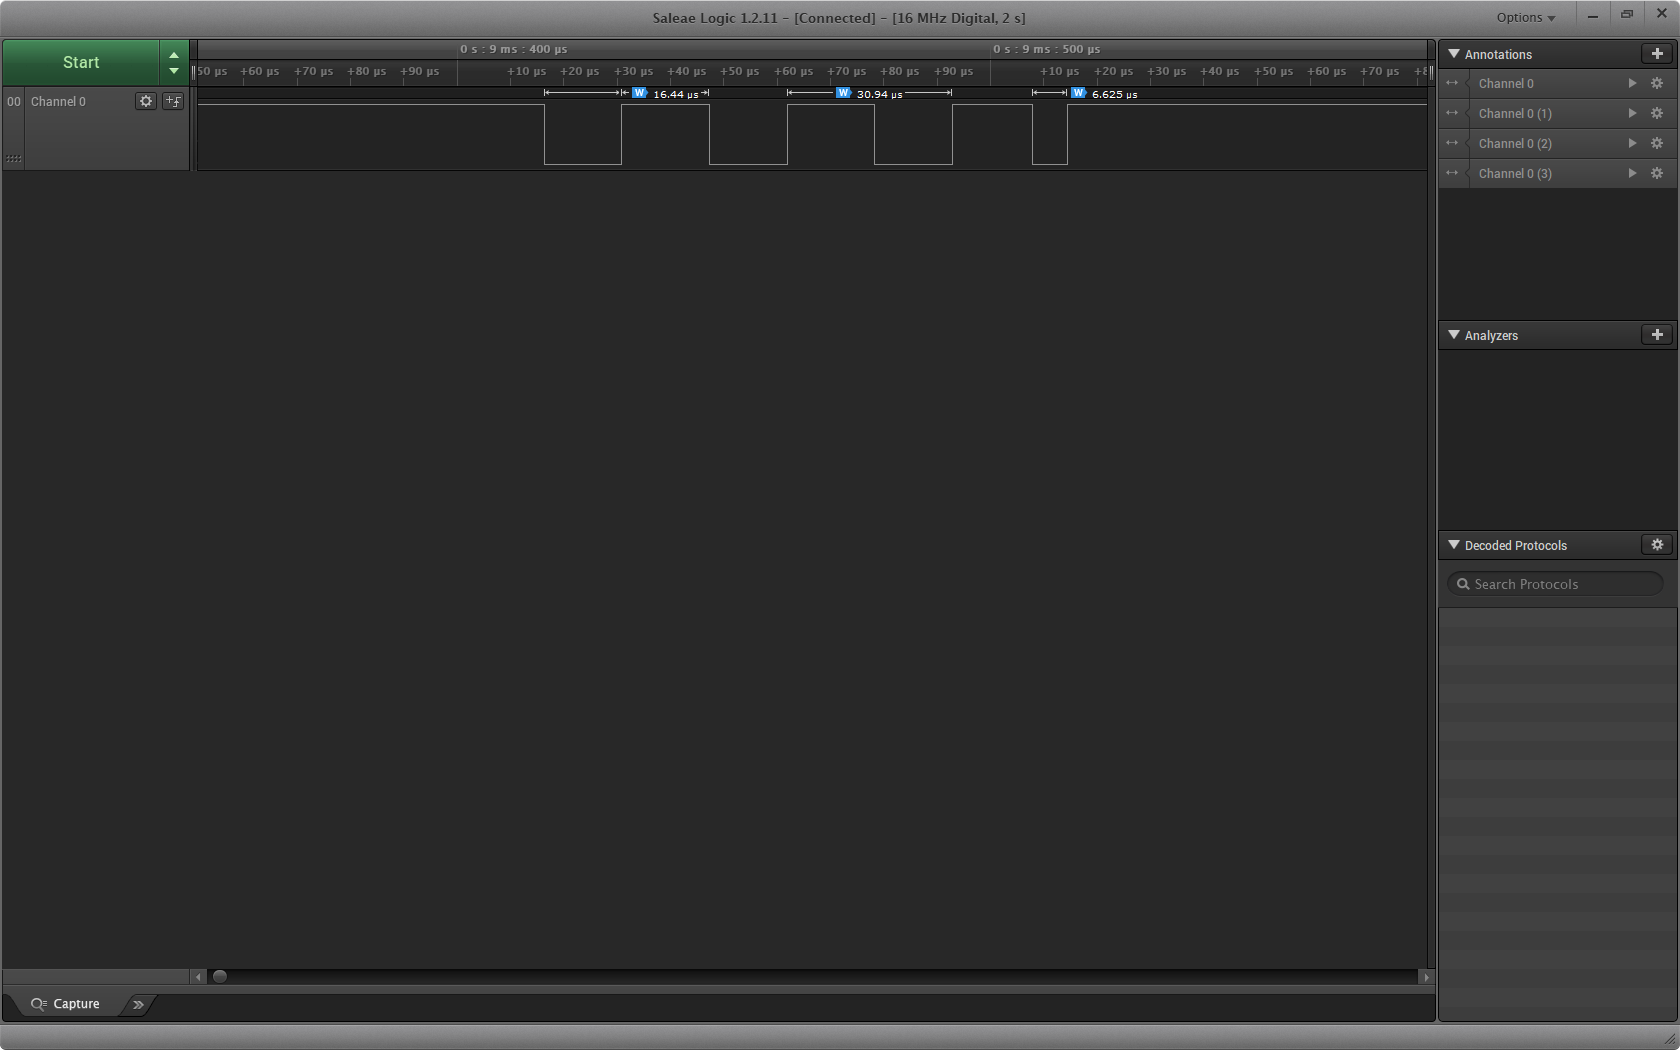 Saleae Logic 1.2.11 - [Connected] - [16 MHz Digital, 2 s]
Options
Start
0 s : 9 ms : 400 µs
0 s : 9 ms : 500 µs
50 µs +60 µs +70 µs +80 µs +90 µs +10 µs +20 µs +30 µs +40 µs +50 µs +60 µs +70 µs +80 µs +90 µs +10 µs +20 µs +30 µs +40 µs +50 µs +60 µs +70 µs +8
00 Channel 0
W 16.44 µs
W 30.94 µs
W 6.625 µs
Annotations
Channel 0
Channel 0 (1)
Channel 0 (2)
Channel 0 (3)
Analyzers
Decoded Protocols
Search Protocols
Capture